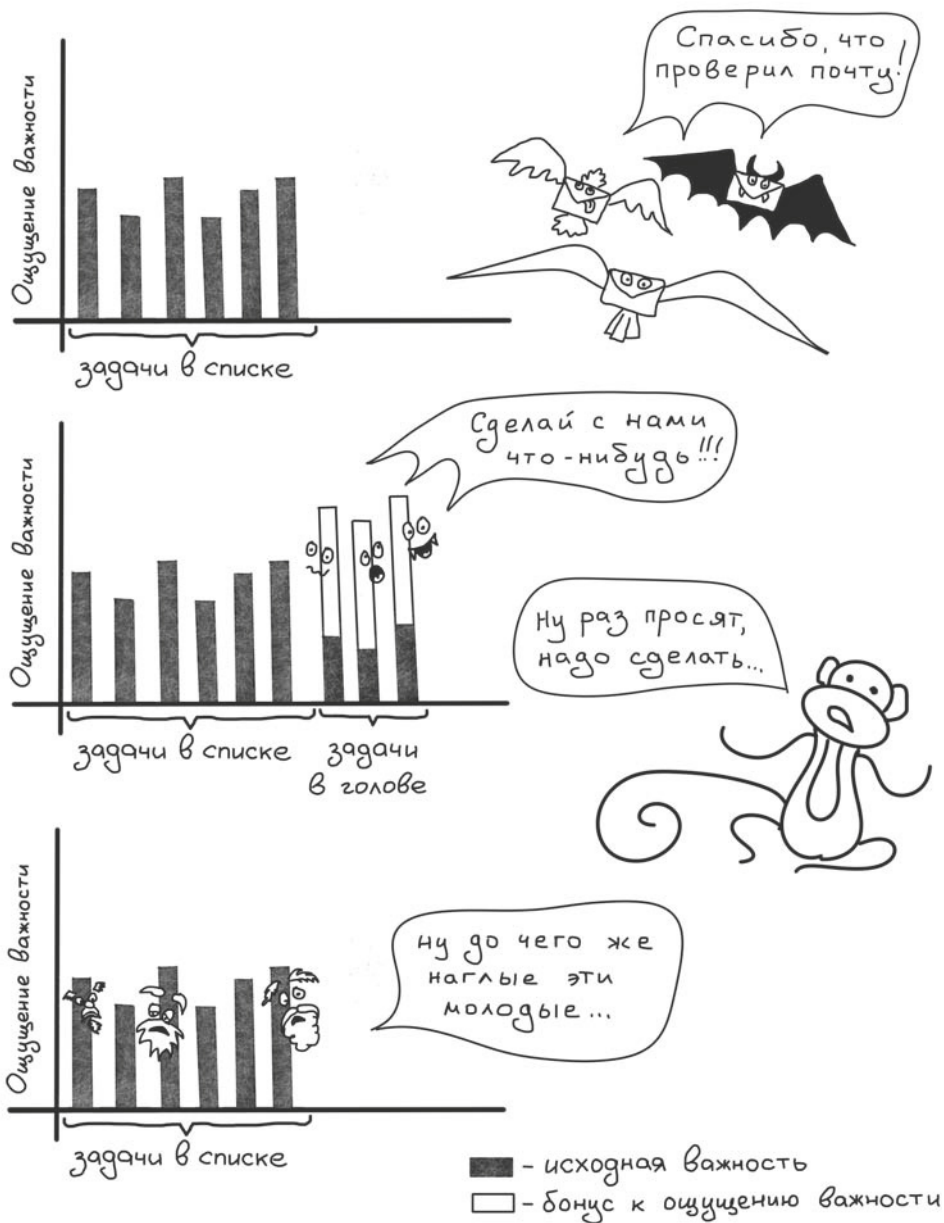 Спасибо, что
проверил почту!
Ощущение важности
задачи в списке
Сделай с нами
что-нибудь!!!
Ощущение важности
Ну раз просят,
надо сделать...
задачи в списке
задачи
в голове
Ощущение важности
ну до чего же
наглые эти
молодые...
задачи в списке
- исходная важность
- бонус к ощущению важности